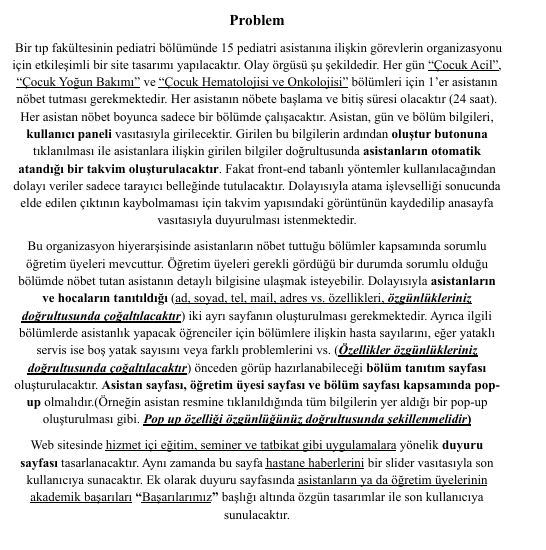 Problem
Bir tıp fakültesinin pediatri bölümünde 15 pediatri asistanına ilişkin görevlerin organizasyonu
için etkileşimli bir site tasarımı yapılacaktır. Olay örgüsü şu şekildedir. Her gün “Çocuk Acil”,
“Çocuk Yoğun Bakımı” ve “Çocuk Hematolojisi ve Onkolojisi” bölümleri için 1’er asistanın
nöbet tutması gerekmektedir. Her asistanın nöbete başlama ve bitiş süresi olacaktır (24 saat).
Her asistan nöbet boyunca sadece bir bölümde çalışacaktır. Asistan, gün ve bölüm bilgileri,
kullanıcı paneli vasıtasıyla girilecektir. Girilen bu bilgilerin ardından oluştur butonuna
tıklanılması ile asistanlara ilişkin girilen bilgiler doğrultusunda asistanların otomatik
atandığı bir takvim oluşturulacaktır. Fakat front-end tabanlı yöntemler kullanılacağından
dolayı veriler sadece tarayıcı belleğinde tutulacaktır. Dolayısıyla atama işlevselliği sonucunda
elde edilen çıktının kaybolmaması için takvim yapısındaki görüntünün kaydedilip anasayfa
vasıtasıyla duyurulması istenmektedir.
Bu organizasyon hiyerarşisinde asistanların nöbet tuttuğu bölümler kapsamında sorumlu
öğretim üyeleri mevcuttur. Öğretim üyeleri gerekli gördüğü bir durumda sorumlu olduğu
bölümde nöbet tutan asistanın detaylı bilgisine ulaşmak isteyebilir. Dolayısıyla asistanların
ve hocaların tanıtıldığı (ad, soyad, tel, mail, adres vs. özellikleri, özgünlükleriniz
doğrultusunda çoğaltılacaktır) iki ayrı sayfanın oluşturulması gerekmektedir. Ayrıca ilgili
bölümlerde asistanlık yapacak öğrenciler için bölümlere ilişkin hasta sayılarını, eğer yataklı
servis ise boş yatak sayısını veya farklı problemlerini vs. (Özellikler özgünlükleriniz
doğrultusunda çoğaltılacaktır) önceden görüp hazırlanabileceği bölüm tanıtım sayfası
oluşturulacaktır. Asistan sayfası, öğretim üyesi sayfası ve bölüm sayfası kapsamında pop-
up olmalıdır.(Örneğin asistan resmine tıklanıldığında tüm bilgilerin yer aldığı bir pop-up
oluşturulması gibi. Pop up özelliği özgünlüğünüz doğrultusunda şekillenmelidir)
Web sitesinde hizmet içi eğitim, seminer ve tatbikat gibi uygulamalara yönelik duyuru
sayfası tasarlanacaktır. Aynı zamanda bu sayfa hastane haberlerini bir slider vasıtasıyla son
kullanıcıya sunacaktır. Ek olarak duyuru sayfasında asistanların ya da öğretim üyelerinin
akademik başarıları “Başarılarımız” başlığı altında özgün tasarımlar ile son kullanıcıya
sunulacaktır.